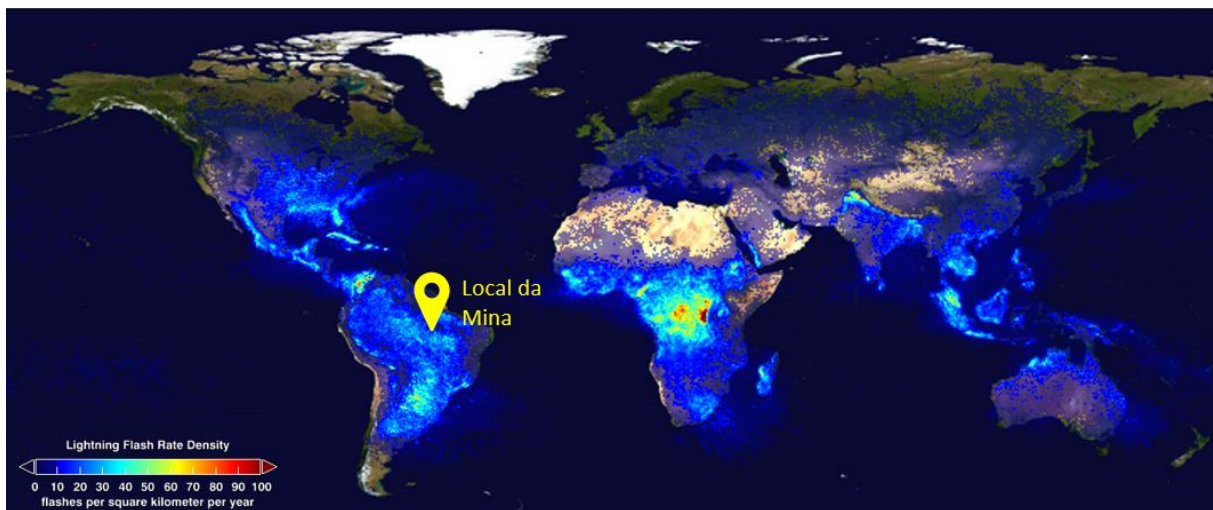 Local da
Mina
Lightning Flash Rate Density
0 10 20 30 40 50 60 70 80 90 100
flashes per square kilometer per year